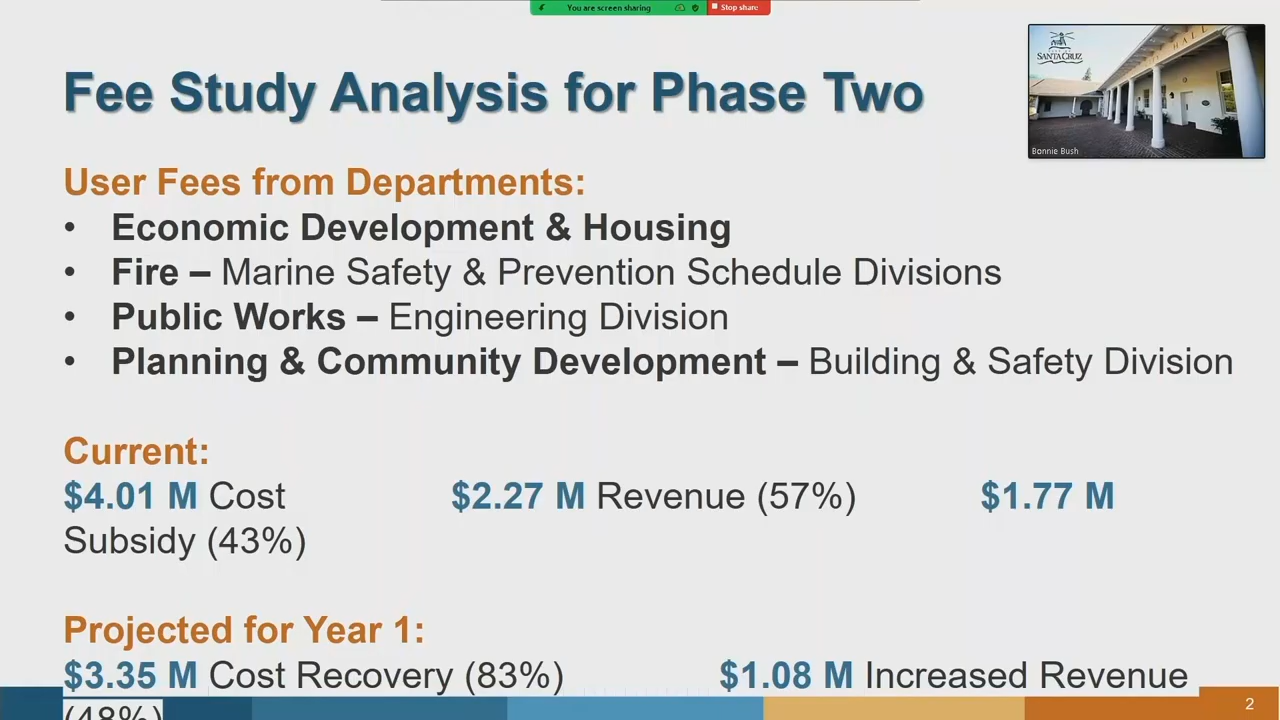 You are screen sharing
Stop share
Fee Study Analysis for Phase Two
HALL
SANTA CRUZ
Bonnie Bush
User Fees from Departments:
• Economic Development & Housing
• Fire – Marine Safety & Prevention Schedule Divisions
• Public Works – Engineering Division
• Planning & Community Development – Building & Safety Division
Current:
$4.01 M Cost $2.27 M Revenue (57%) $1.77 M
Subsidy (43%)
Projected for Year 1:
$3.35 M Cost Recovery (83%) $1.08 M Increased Revenue
(48%)
2